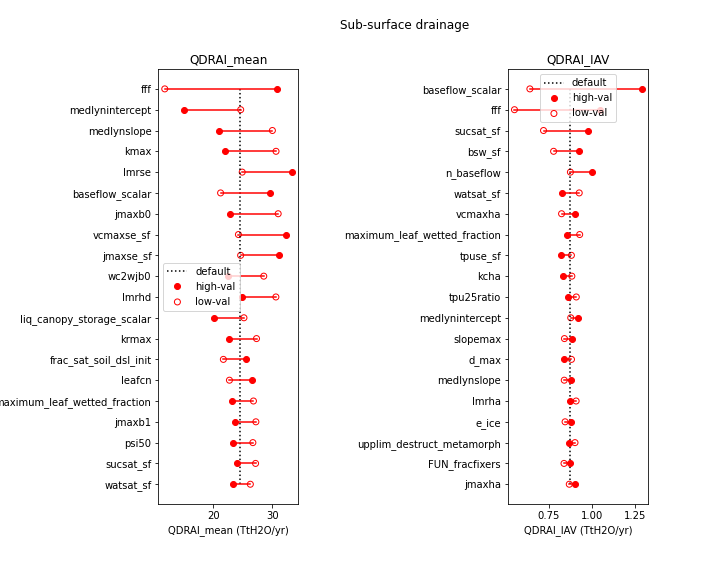 Sub-surface drainage
QDRAI_mean
fff
medlynintercept
medlynslope
kmax
lmrse
baseflow_scalar
jmaxb0
vcmaxse_sf
jmaxse_sf
wc2wjb0
lmrhd
liq_canopy_storage_scalar
krmax
frac_sat_soil_dsl_init
leafcn
maximum_leaf_wetted_fraction
jmaxb1
psi50
sucsat_sf
watsat_sf
default
high-val
low-val
20 30
QDRAI_mean (TtH2O/yr)
QDRAI_IAV
baseflow_scalar
fff
sucsat_sf
bsw_sf
n_baseflow
watsat_sf
vcmaxha
maximum_leaf_wetted_fraction
tpuse_sf
kcha
tpu25ratio
medlynintercept
slopemax
d_max
medlynslope
lmrha
e_ice
upplim_destruct_metamorph
FUN_fracfixers
jmaxha
default
high-val
low-val
0.75 1.00 1.25
QDRAI_IAV (TtH2O/yr)